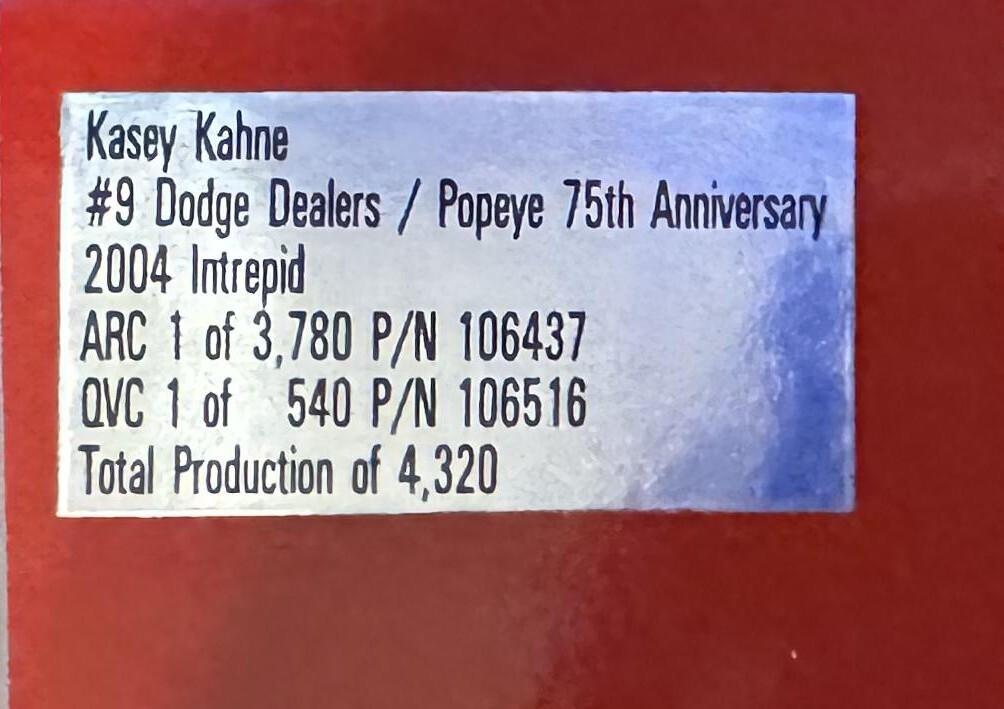 Kasey Kahne
#9 Dodge Dealers / Popeye 75th Anniversary
2004 Intrepid
ARC 1 of 3,780 P/N 106437
QVC 1 of 540 P/N 106516
Total Production of 4,320